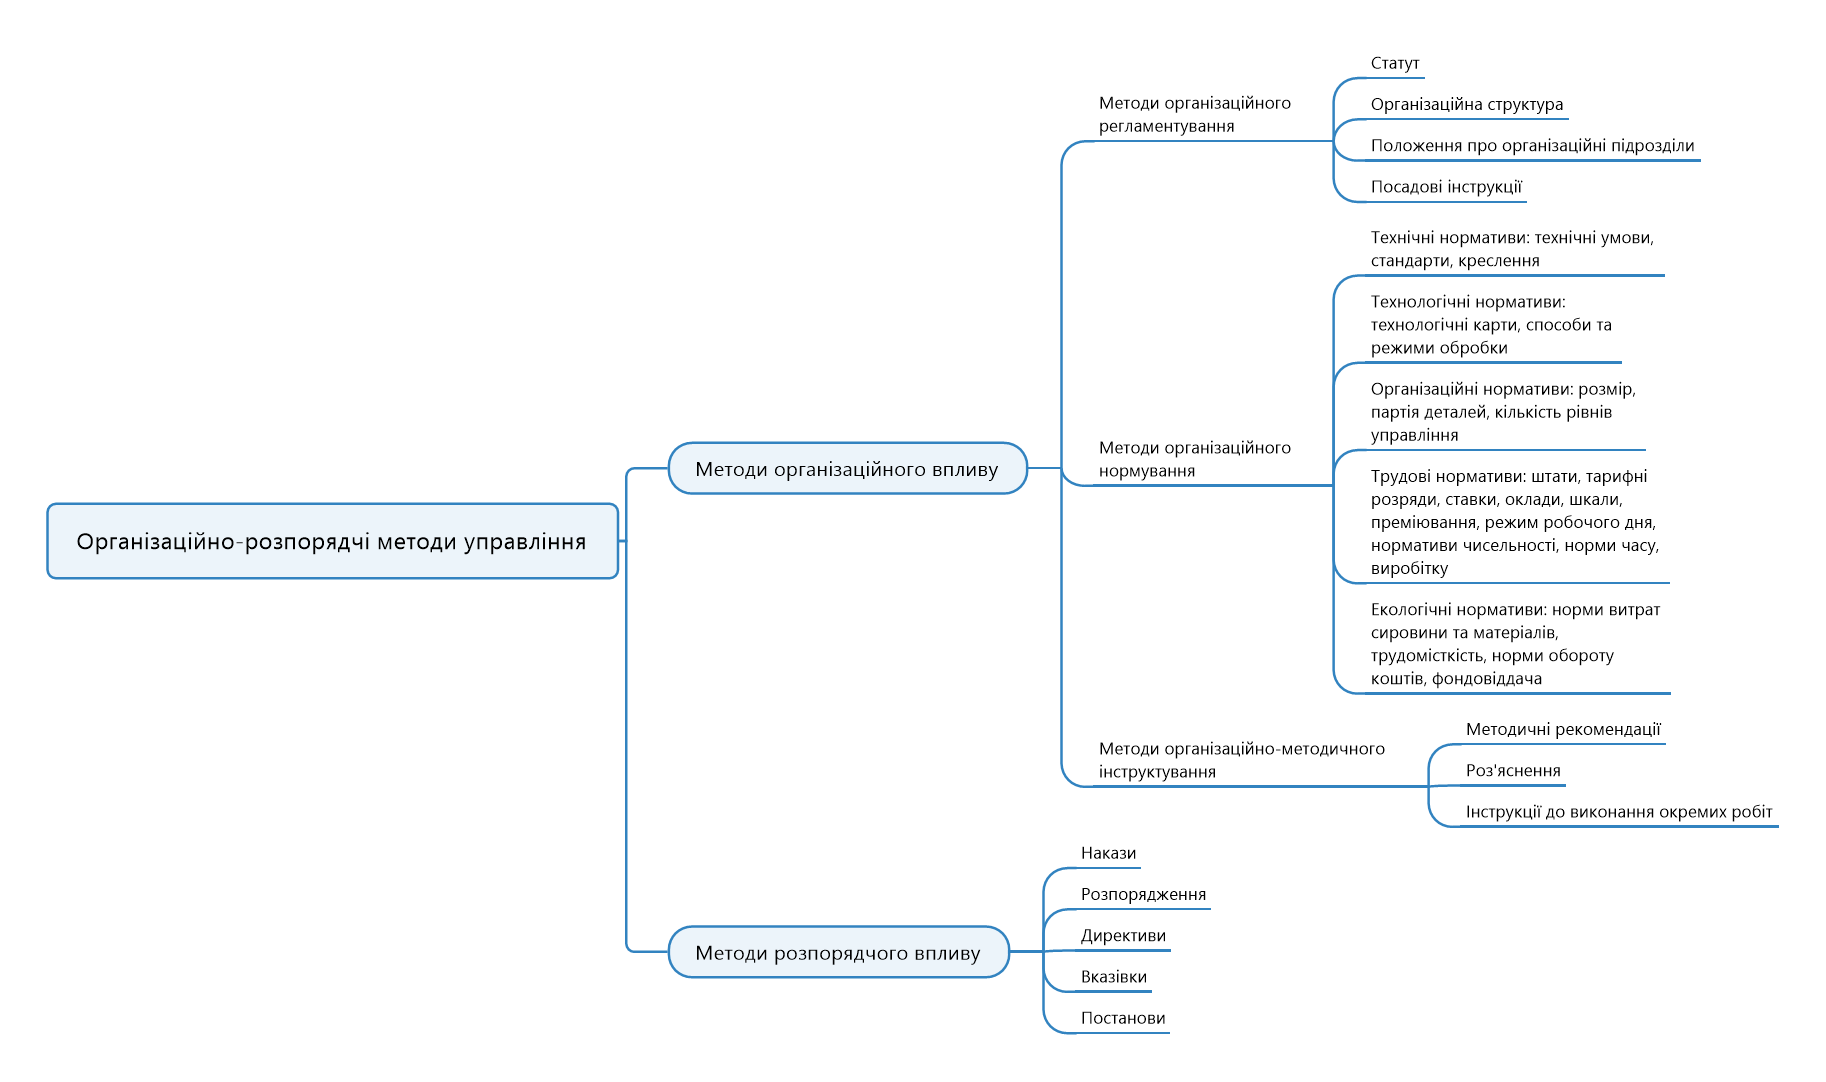 Організаційно-розпорядчі методи управління
Методи організаційного впливу
Методи організаційного
регламентування
Статут
Організаційна структура
Положення про організаційні підрозділи
Посадові інструкції
Методи організаційного
нормування
Технічні нормативи: технічні умови,
стандарти, креслення
Технологічні нормативи:
технологічні карти, способи та
режими обробки
Організаційні нормативи: розмір,
партія деталей, кількість рівнів
управління
Трудові нормативи: штати, тарифні
розряди, ставки, оклади, шкали,
преміювання, режим робочого дня,
нормативи чисельності, норми часу,
виробітку
Екологічні нормативи: норми витрат
сировини та матеріалів,
трудомісткість, норми обороту
коштів, фондовіддача
Методи організаційно-методичного
інструктування
Методичні рекомендації
Роз'яснення
Інструкції до виконання окремих робіт
Методи розпорядчого впливу
Накази
Розпорядження
Директиви
Вказівки
Постанови